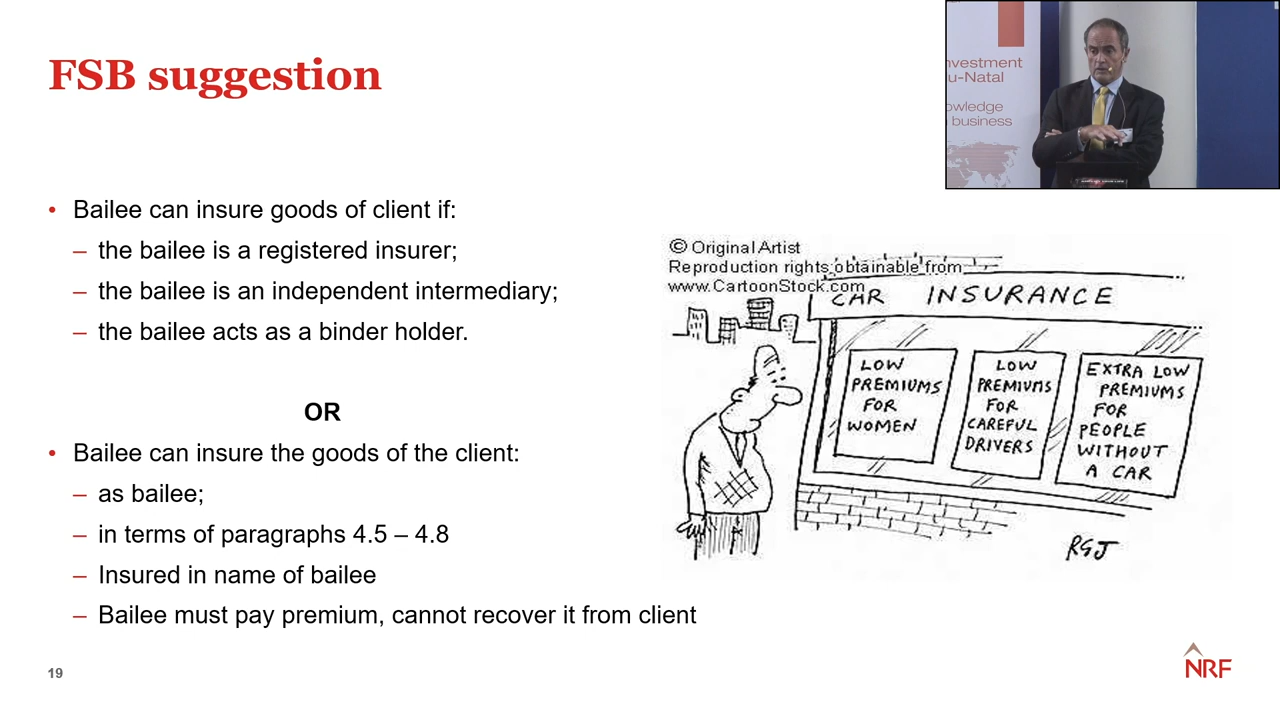 FSB suggestion
• Bailee can insure goods of client if:
– the bailee is a registered insurer;
– the bailee is an independent intermediary;
– the bailee acts as a binder holder.
OR
• Bailee can insure the goods of the client:
– as bailee;
– in terms of paragraphs 4.5 – 4.8
– Insured in name of bailee
– Bailee must pay premium, cannot recover it from client
19
nvestment
u-Natal
owledge
business
© Original Artist
Reproduction rights obtainable from
www.CartoonStock.com
CAR INSURANCE
LOW
PREMIUMS
FOR
WOMEN
LOW
PREMIUMS
FOR
CAREFUL
DRIVERS
EXTRA LOW
PREMIUMS
FOR
PEOPLE
WITHOUT
A CAR
RGJ
NRF